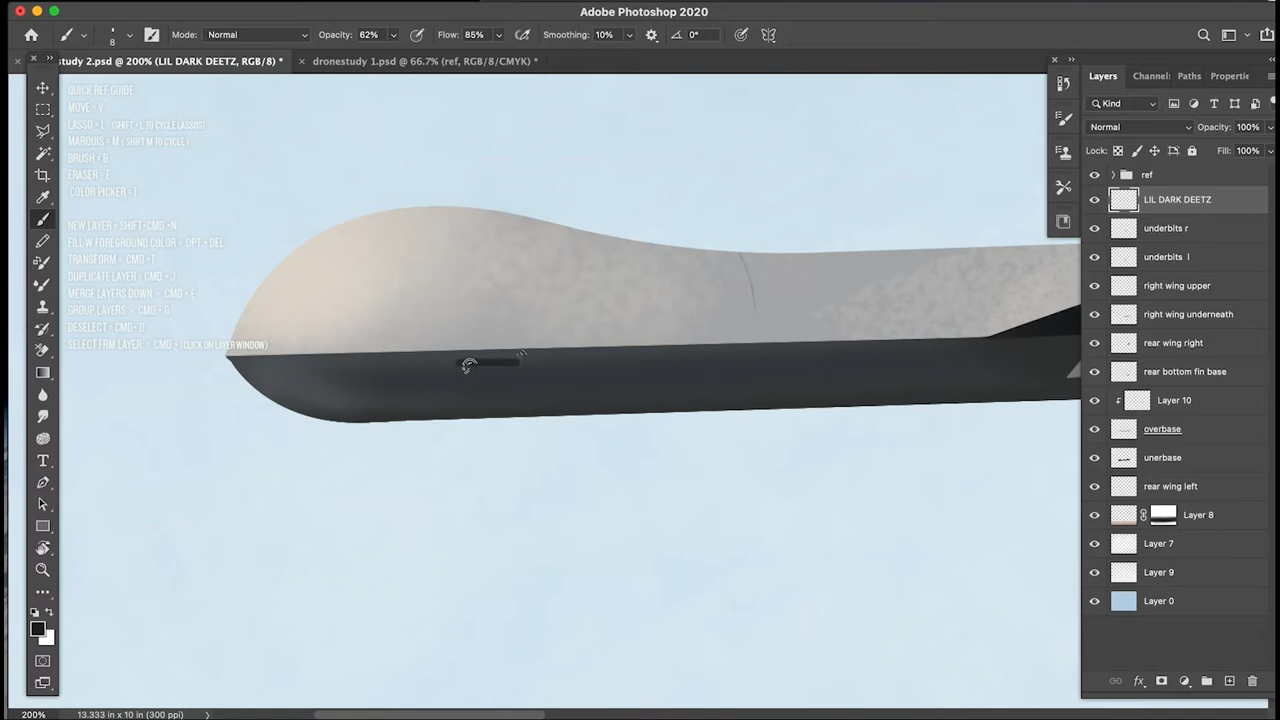 Adobe Photoshop 2020
8
Mode: Normal Opacity: 62% Flow: 85% Smoothing: 10% 0°
study 2.psd @ 200% (LIL DARK DEETZ, RGB/8) *
dronestudy 1.psd @ 66.7% (ref, RGB/8/CMYK) *
QUICK REF GUIDE
MOVE = V
LASSO = L (SHIFT + L TO CYCLE LASSOS)
MARQUIS = M ( SHIFT M TO CYCLE )
BRUSH = B
ERASER = E
COLOR PICKER = I
NEW LAYER = SHIFT+CMD +N
FILL W FOREGROUND COLOR = OPT + DEL
TRANSFORM = CMD +T
DUPLICATE LAYER = CMD + J
MERGE LAYERS DOWN = CMD + E
GROUP LAYERS = CMD + G
DESELECT = CMD+ D
SELECT FRM LAYER = CMD + (CLICK ON LAYER WINDOW)
Layers Channel: Paths Propertie
Kind
Normal Opacity: 100%
Lock: Fill: 100%
ref
LIL DARK DEETZ
underbits r
underbits l
right wing upper
right wing underneath
rear wing right
rear bottom fin base
Layer 10
overbase
unerbase
rear wing left
Layer 8
Layer 7
Layer 9
Layer 0
200% 13.333 in x 10 in (300 ppi)